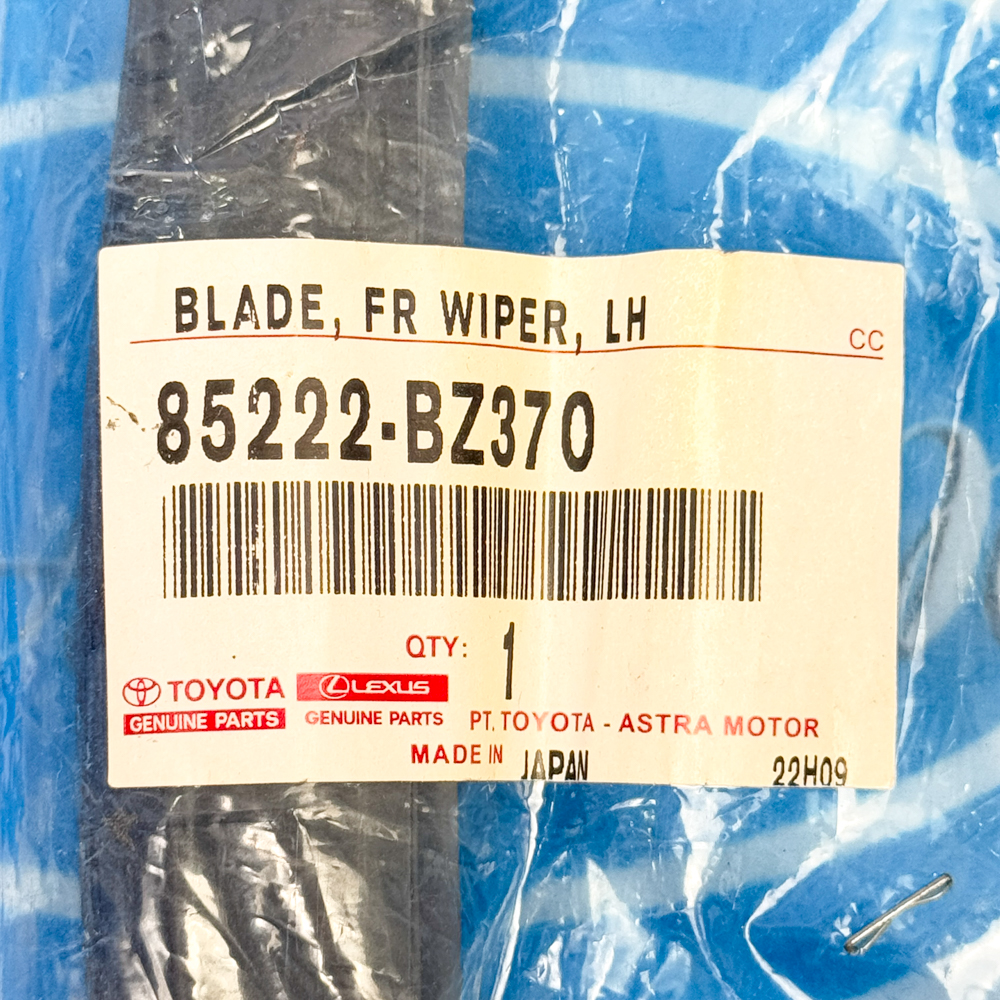 BLADE, FR WIPER, LH
CC
85222-BZ370
QTY: 1
TOYOTA LEXUS
GENUINE PARTS GENUINE PARTS PT. TOYOTA - ASTRA MOTOR
MADE IN JAPAN 22H09